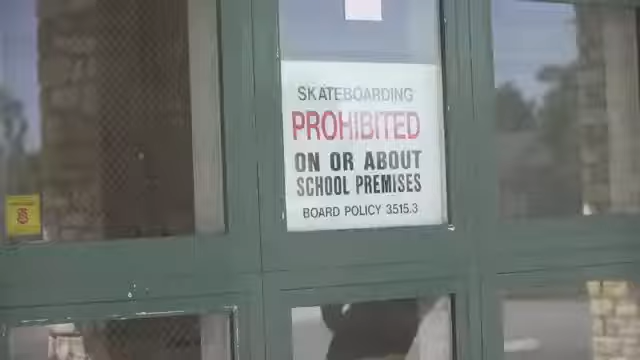 SKATEBOARDING
PROHIBITED
ON OR ABOUT
SCHOOL PREMISES
BOARD POLICY 3515.3